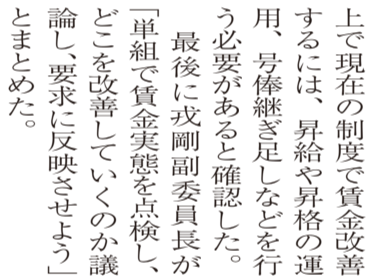 上で現在の制度で賃金改善
するには、昇給や昇格の運
用、号俸継ぎ足しなどを行
う必要があると確認した。
　最後に戎剛副委員長が
「単組で賃金実態を点検し、
どこを改善していくのか議
論し、要求に反映させよう」
とまとめた。